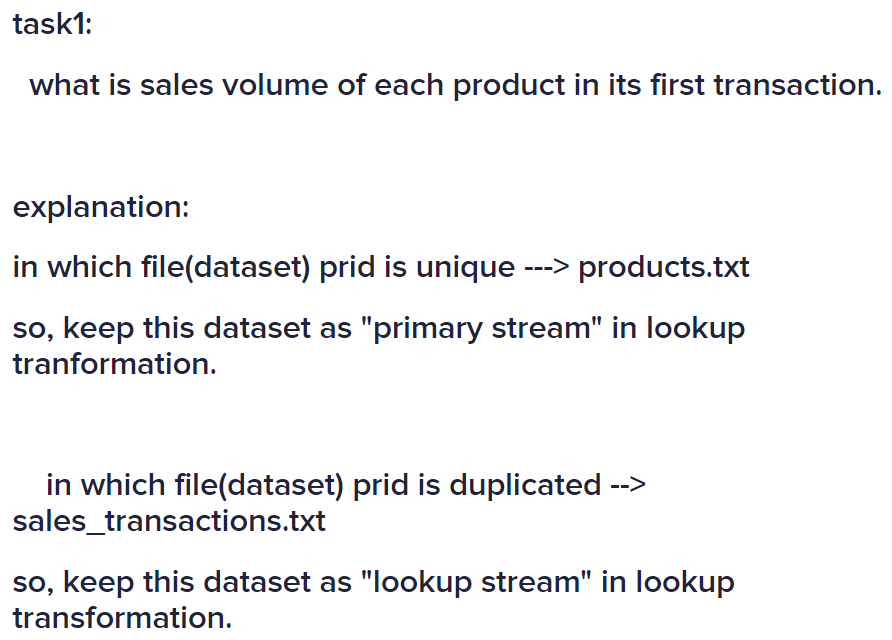 task1:
what is sales volume of each product in its first transaction.
explanation:
in which file(dataset) prid is unique ---> products.txt
so, keep this dataset as "primary stream" in lookup
tranformation.
in which file(dataset) prid is duplicated -->
sales_transactions.txt
so, keep this dataset as "lookup stream" in lookup
transformation.